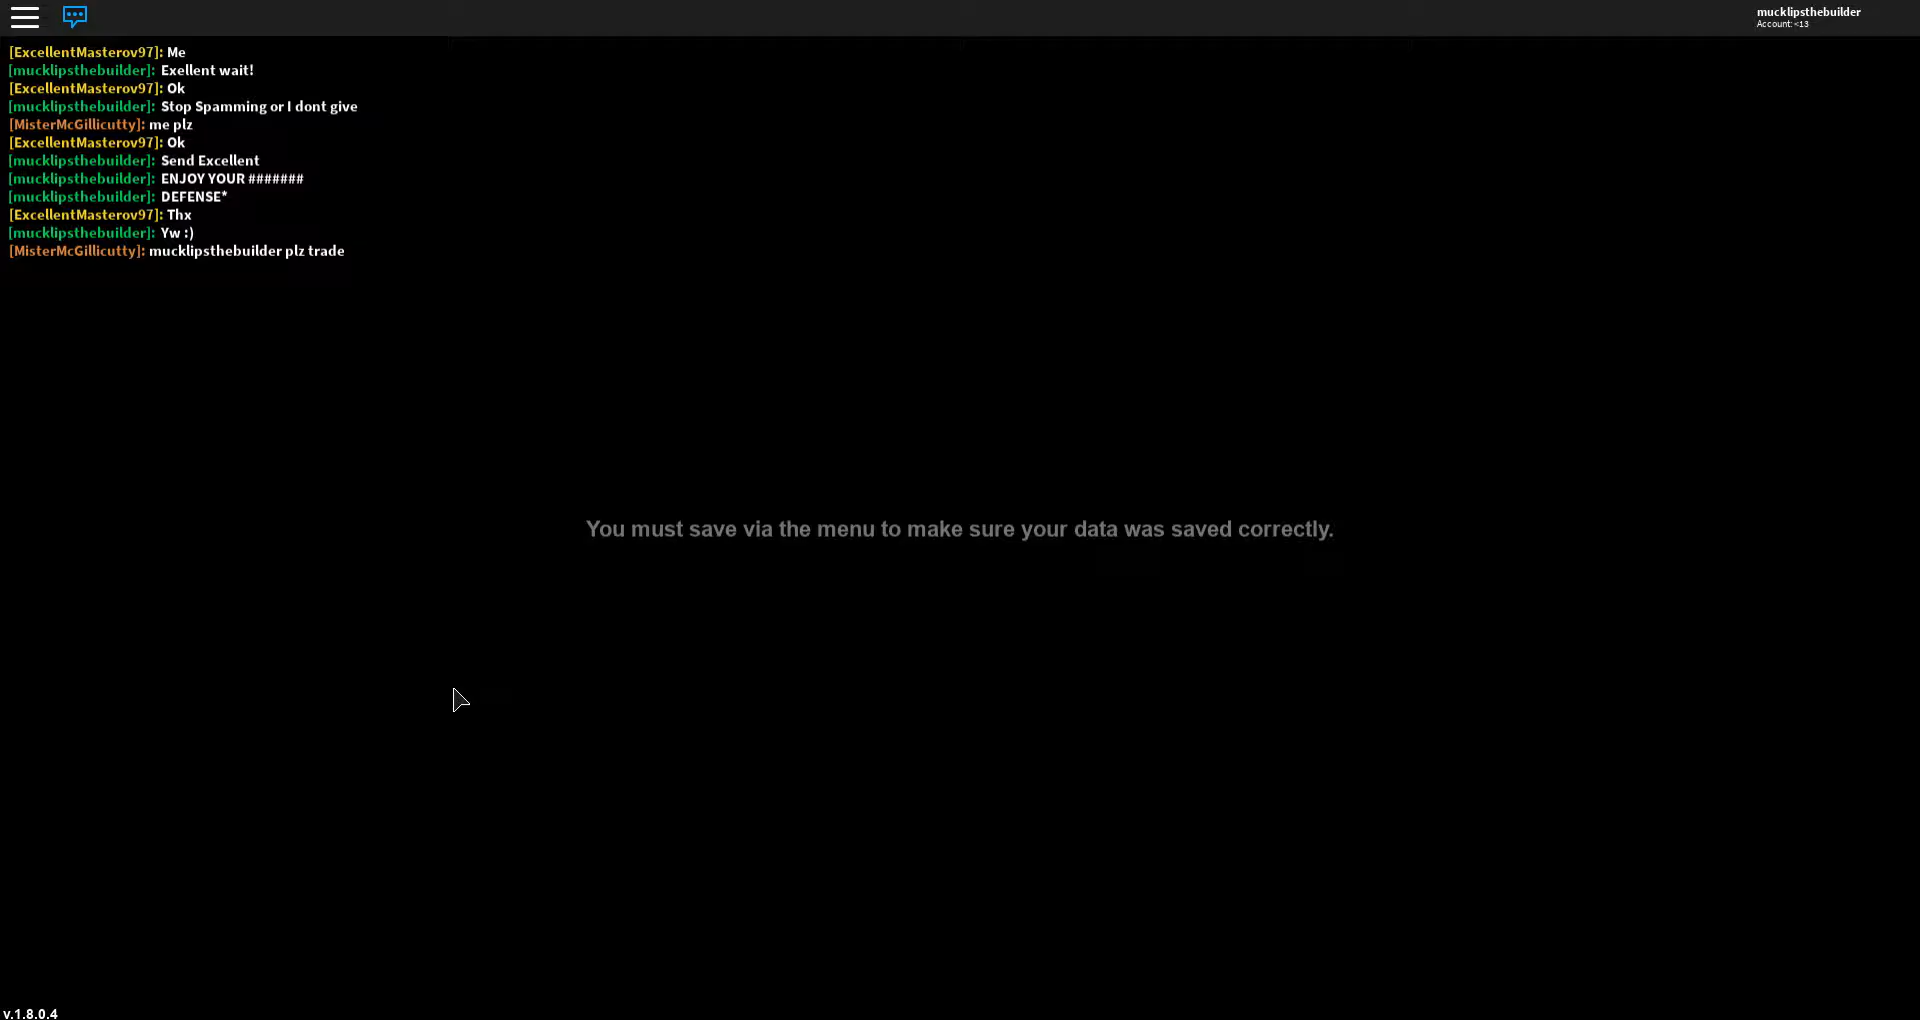 mucklipsthebuilder
Account: <13
[ExcellentMasterov97]: Me
[mucklipsthebuilder]: Exellent wait!
[ExcellentMasterov97]: Ok
[mucklipsthebuilder]: Stop Spamming or I dont give
[MisterMcGillicutty]: me plz
[ExcellentMasterov97]: Ok
[mucklipsthebuilder]: Send Excellent
[mucklipsthebuilder]: ENJOY YOUR #######
[mucklipsthebuilder]: DEFENSE*
[ExcellentMasterov97]: Thx
[mucklipsthebuilder]: Yw :)
[MisterMcGillicutty]: mucklipsthebuilder plz trade
You must save via the menu to make sure your data was saved correctly.
v.1.8.0.4